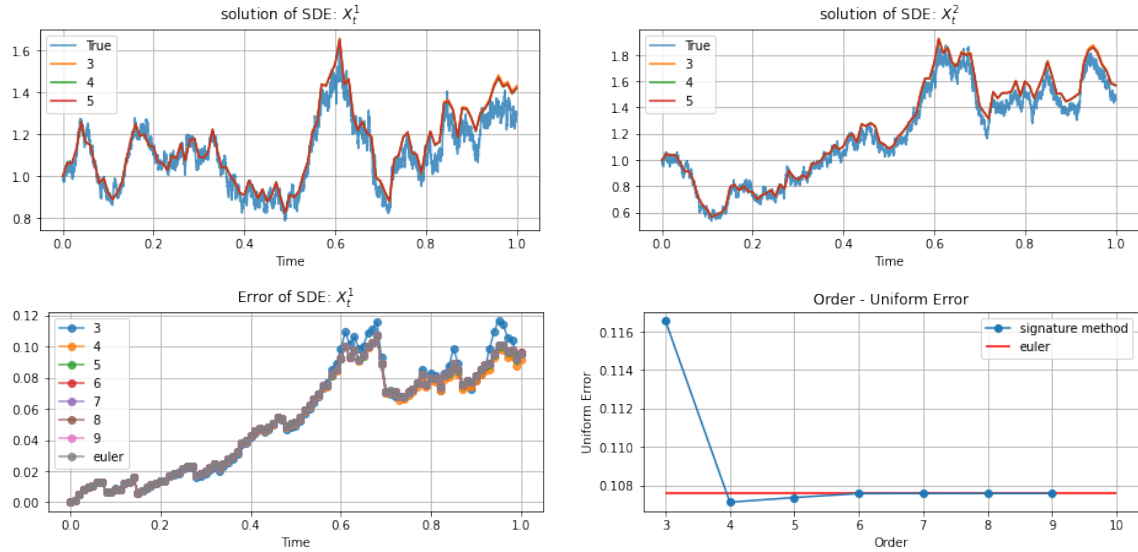 solution of SDE: X_t^1
True
3
4
5
1.6
1.4
1.2
1.0
0.8
0.0 0.2 0.4 0.6 0.8 1.0
Time
solution of SDE: X_t^2
True
3
4
5
1.8
1.6
1.4
1.2
1.0
0.8
0.6
0.0 0.2 0.4 0.6 0.8 1.0
Time
Error of SDE: X_t^1
3
4
5
6
7
8
9
euler
0.12
0.10
0.08
0.06
0.04
0.02
0.00
0.0 0.2 0.4 0.6 0.8 1.0
Time
Order - Uniform Error
signature method
euler
Uniform Error
0.116
0.114
0.112
0.110
0.108
3 4 5 6 7 8 9 10
Order